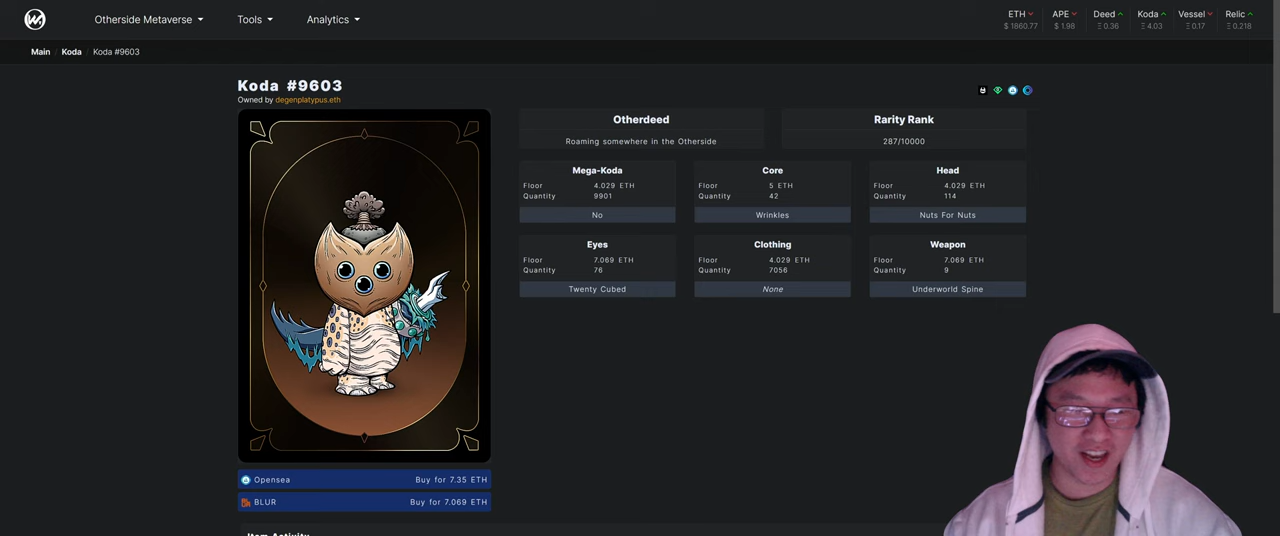 Otherside Metaverse Tools Analytics
ETH APE Deed Koda Vessel Relic
$ 1860.77 $ 1.98 Ξ 0.36 Ξ 4.03 Ξ 0.17 Ξ 0.218
Main / Koda / Koda #9603
Koda #9603
Owned by degenplatypus.eth
Otherdeed
Roaming somewhere in the Otherside
Rarity Rank
287/10000
Mega-Koda
Floor 4.029 ETH
Quantity 9901
No
Core
Floor 5 ETH
Quantity 42
Wrinkles
Head
Floor 4.029 ETH
Quantity 114
Nuts For Nuts
Eyes
Floor 7.069 ETH
Quantity 76
Twenty Cubed
Clothing
Floor 4.029 ETH
Quantity 7056
None
Weapon
Floor 7.069 ETH
Quantity 9
Underworld Spine
Opensea Buy for 7.35 ETH
BLUR Buy for 7.069 ETH
Item Activity